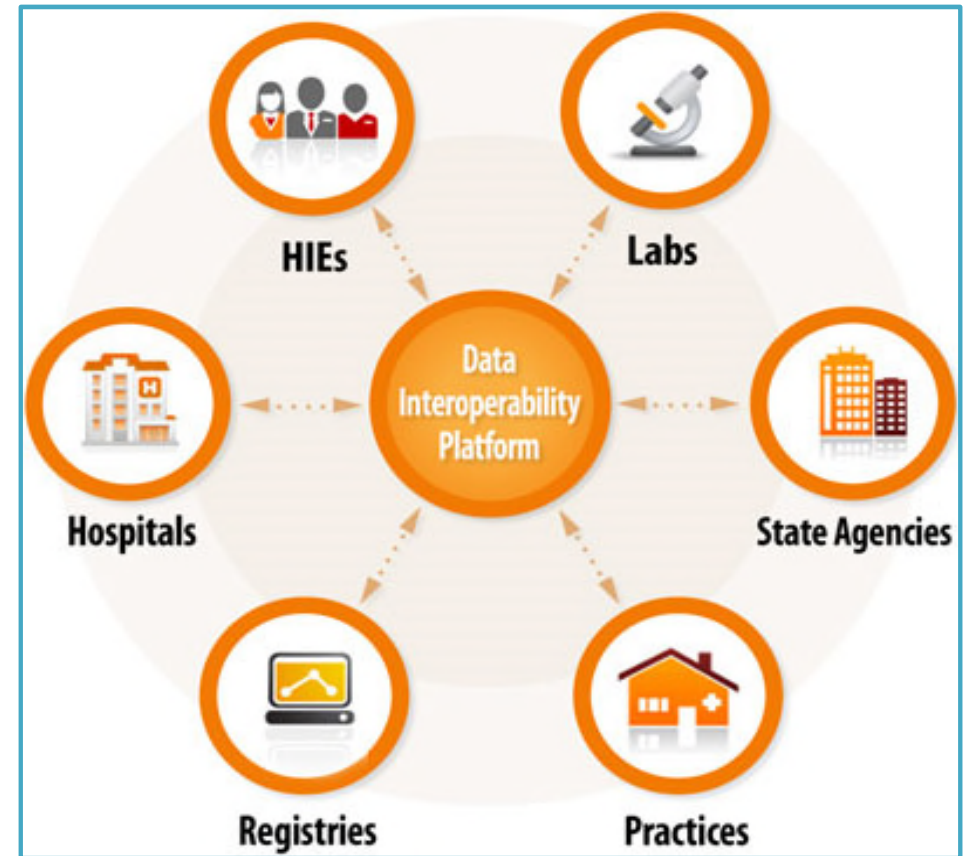 HIEs
Labs
Data
Interoperability
Platform
H
Hospitals
State Agencies
Registries
Practices